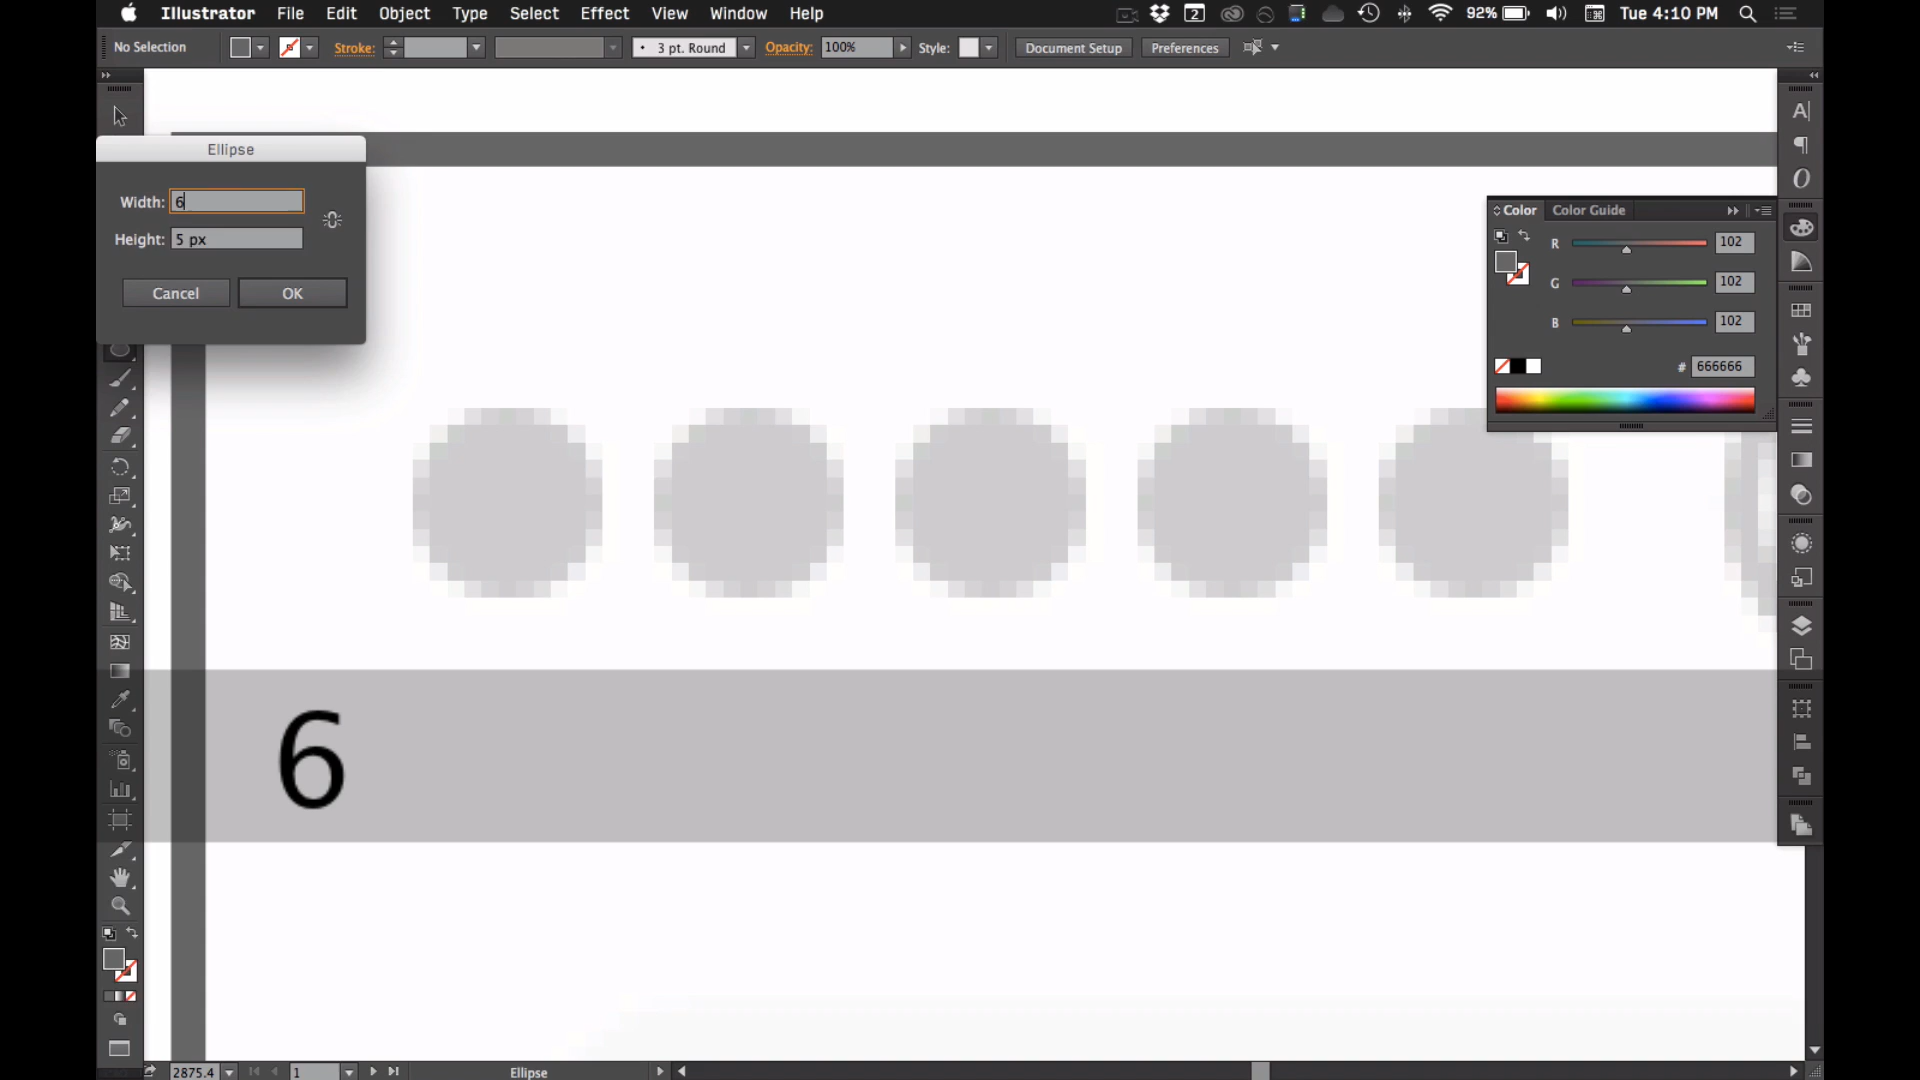 Illustrator File Edit Object Type Select Effect View Window Help 2 92% Tue 4:10 PM
No Selection Stroke: 3 pt. Round Opacity: 100% Style: Document Setup Preferences
Ellipse
Width: 6
Height: 5 px
Cancel OK
Color Color Guide
R 102
G 102
B 102
# 666666
6
2875.4 1 Ellipse